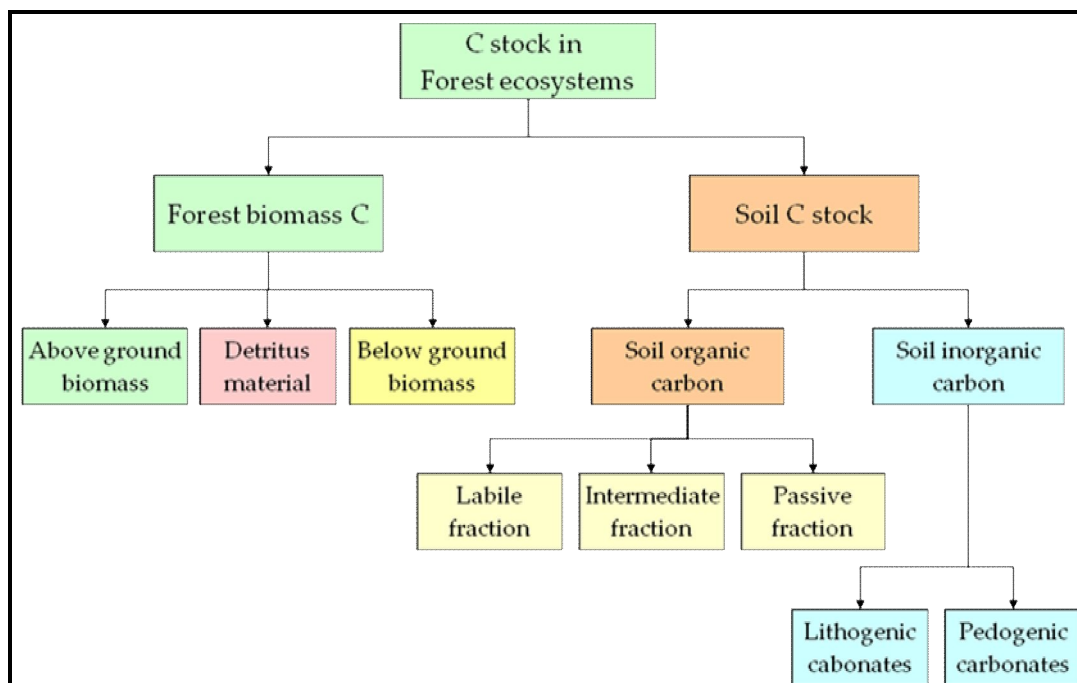 C stock in
Forest ecosystems
Forest biomass C
Soil C stock
Above ground
biomass
Detritus
material
Below ground
biomass
Soil organic
carbon
Soil inorganic
carbon
Labile
fraction
Intermediate
fraction
Passive
fraction
Lithogenic
cabonates
Pedogenic
carbonates